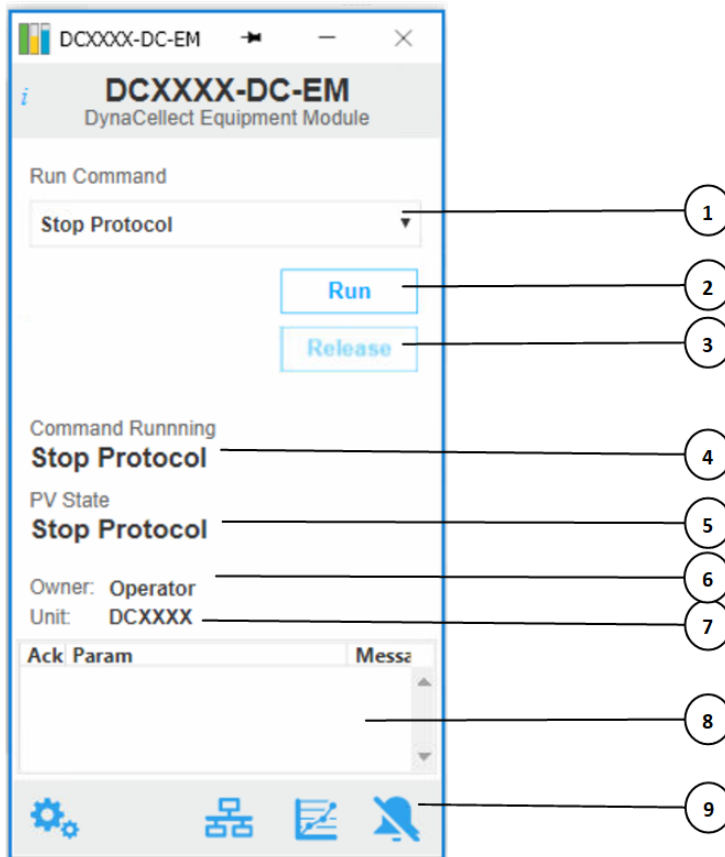 DCXXXX-DC-EM
i
DCXXXX-DC-EM
DynaCellect Equipment Module
Run Command
Stop Protocol
1
Run
2
Release
3
Command Runnning
Stop Protocol
4
PV State
Stop Protocol
5
Owner: Operator
6
Unit: DCXXXX
7
Ack Param Messa
8
9